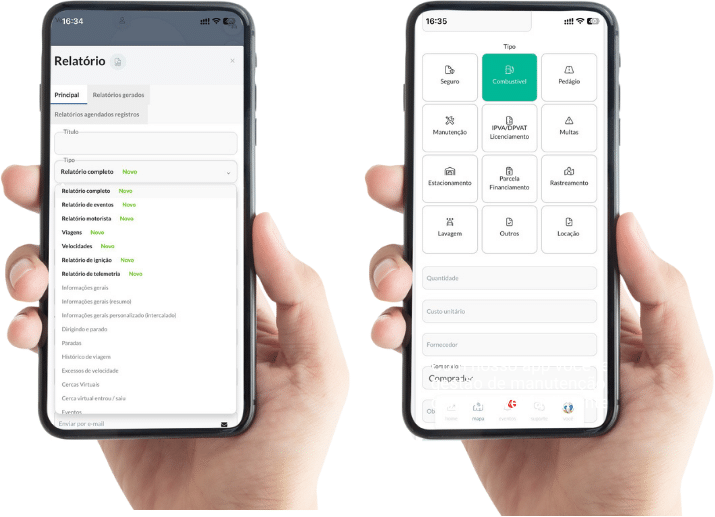 16:34
Relatório
×
Principal
Relatórios gerados
Relatórios agendados registros
Título
Tipo
Relatório completo Novo
Relatório completo Novo
Relatório de eventos Novo
Relatório motorista Novo
Viagens Novo
Velocidades Novo
Relatório de ignição Novo
Relatório de telemetria Novo
Informações gerais
Informações gerais (resumo)
Informações gerais personalizado (intercalado)
Dirigindo e parado
Paradas
Histórico de viagem
Excessos de velocidade
Cercas Virtuais
Cerca virtual entrou / saiu
Eventos
Enviar por e-mail
16:35
Tipo
Seguro
Combustível
Pedágio
Manutenção
IPVA/DPVAT
Licenciamento
Multas
Estacionamento
Parcela
Financiamento
Rastreamento
Lavagem
Outros
Locação
Quantidade
Custo unitário
Fornecedor
Comprador
de manutenç
mapa